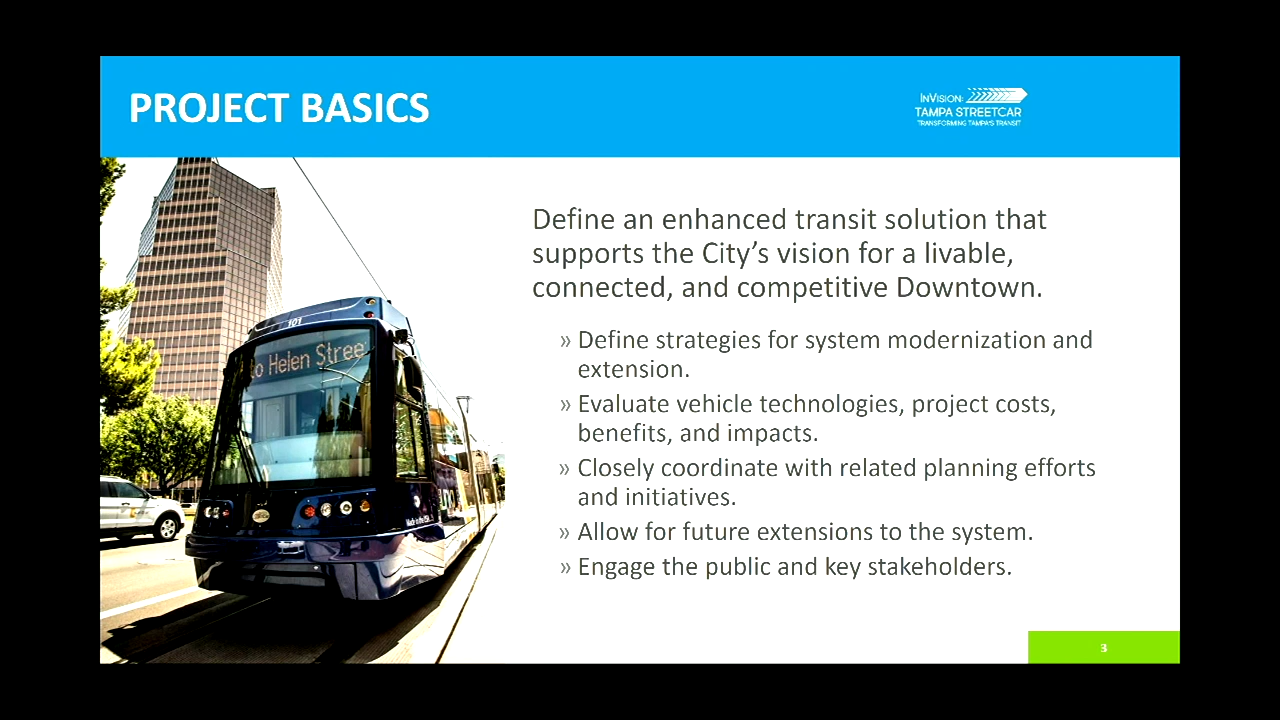 PROJECT BASICS
INVISION:
TAMPA STREETCAR
TRANSFORMING TAMPA'S TRANSIT
Define an enhanced transit solution that
supports the City's vision for a livable,
connected, and competitive Downtown.
» Define strategies for system modernization and
extension.
» Evaluate vehicle technologies, project costs,
benefits, and impacts.
» Closely coordinate with related planning efforts
and initiatives.
» Allow for future extensions to the system.
» Engage the public and key stakeholders.
101
to Helen Stree
3